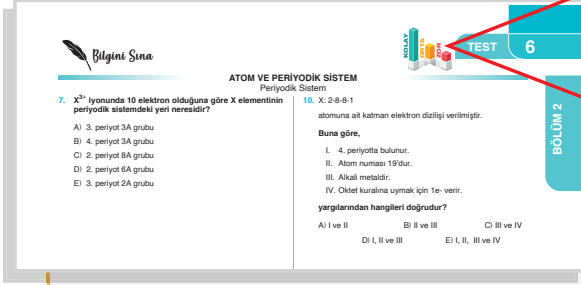 Bilgini Sına
KOLAY
ORTA
ZOR
TEST 6
BÖLÜM 2
ATOM VE PERİYODİK SİSTEM
Periyodik Sistem
7. X3+ iyonunda 10 elektron olduğuna göre X elementinin
periyodik sistemdeki yeri neresidir?
A) 3. periyot 3A grubu
B) 4. periyot 3A grubu
C) 2. periyot 8A grubu
D) 2. periyot 6A grubu
E) 3. periyot 2A grubu
10. X: 2-8-8-1
atomuna ait katman elektron dizilişi verilmiştir.
Buna göre,
I. 4. periyotta bulunur.
II. Atom numası 19'dur.
III. Alkali metaldir.
IV. Oktet kuralına uymak için 1e- verir.
yargılarından hangileri doğrudur?
A) I ve II B) II ve III C) III ve IV
D) I, II ve III E) I, II, III ve IV